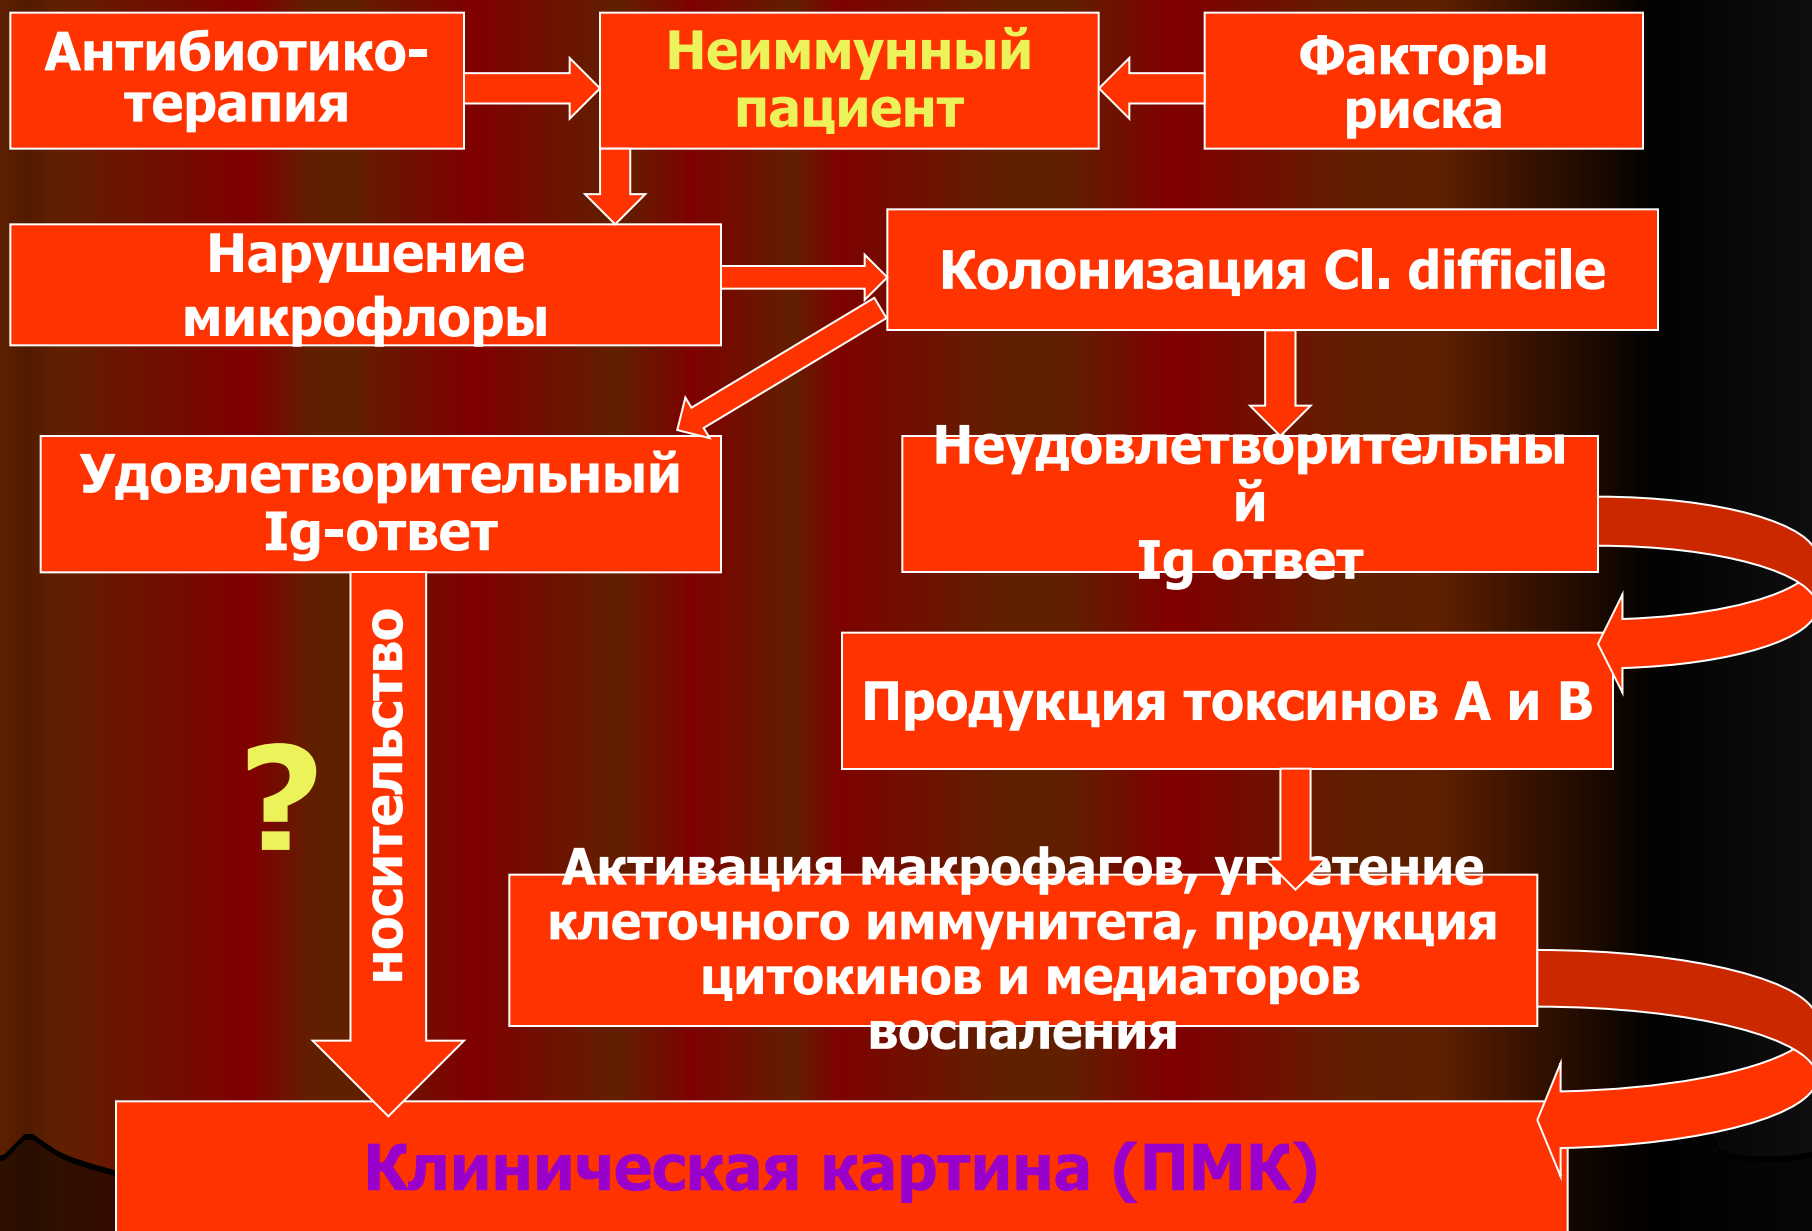 Антибиотико-
терапия
Неиммунный
пациент
Факторы
риска
Нарушение
микрофлоры
Колонизация Cl. difficile
Удовлетворительный
Ig-ответ
Неудовлетворительны
й
Ig ответ
носительство
?
Продукция токсинов А и В
Активация макрофагов, угнетение
клеточного иммунитета, продукция
цитокинов и медиаторов
воспаления
Клиническая картина (ПМК)